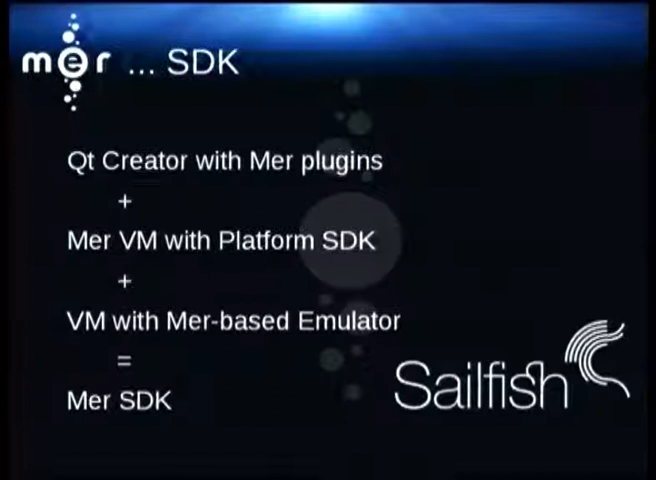 mer ... SDK
Qt Creator with Mer plugins
+
Mer VM with Platform SDK
+
VM with Mer-based Emulator
=
Mer SDK
Sailfish